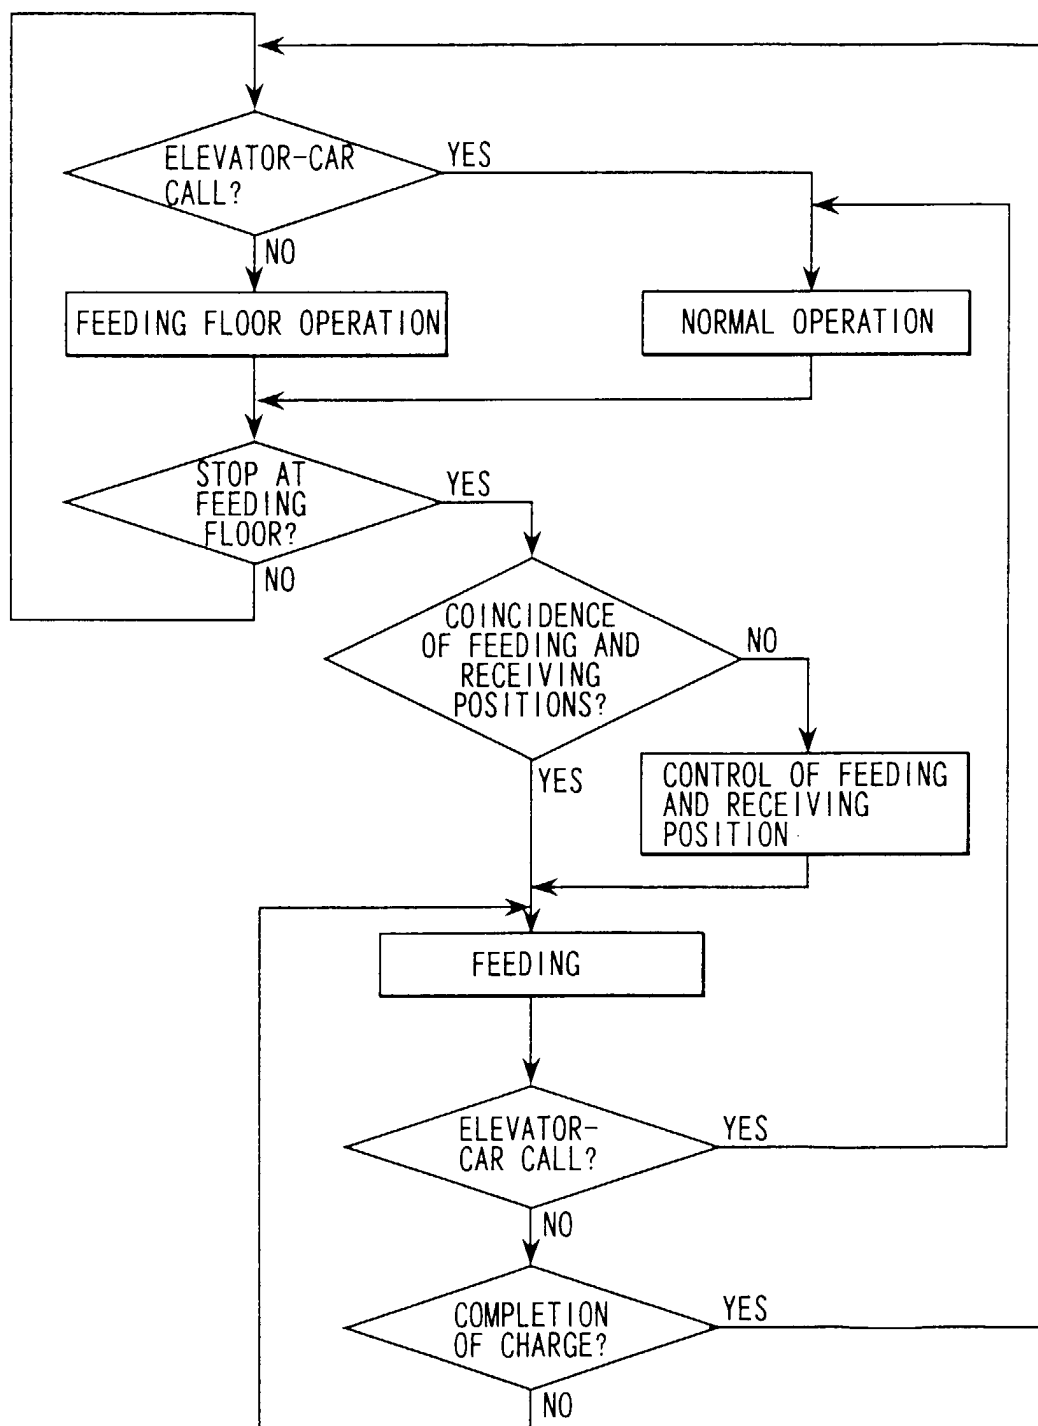 ELEVATOR-CAR
CALL?
YES
NO
FEEDING FLOOR OPERATION
NORMAL OPERATION
STOP AT
FEEDING
FLOOR?
YES
NO
COINCIDENCE
OF FEEDING AND
RECEIVING
POSITIONS?
NO
YES
CONTROL OF FEEDING
AND RECEIVING
POSITION
FEEDING
ELEVATOR-
CAR CALL?
YES
NO
COMPLETION
OF CHARGE?
YES
NO